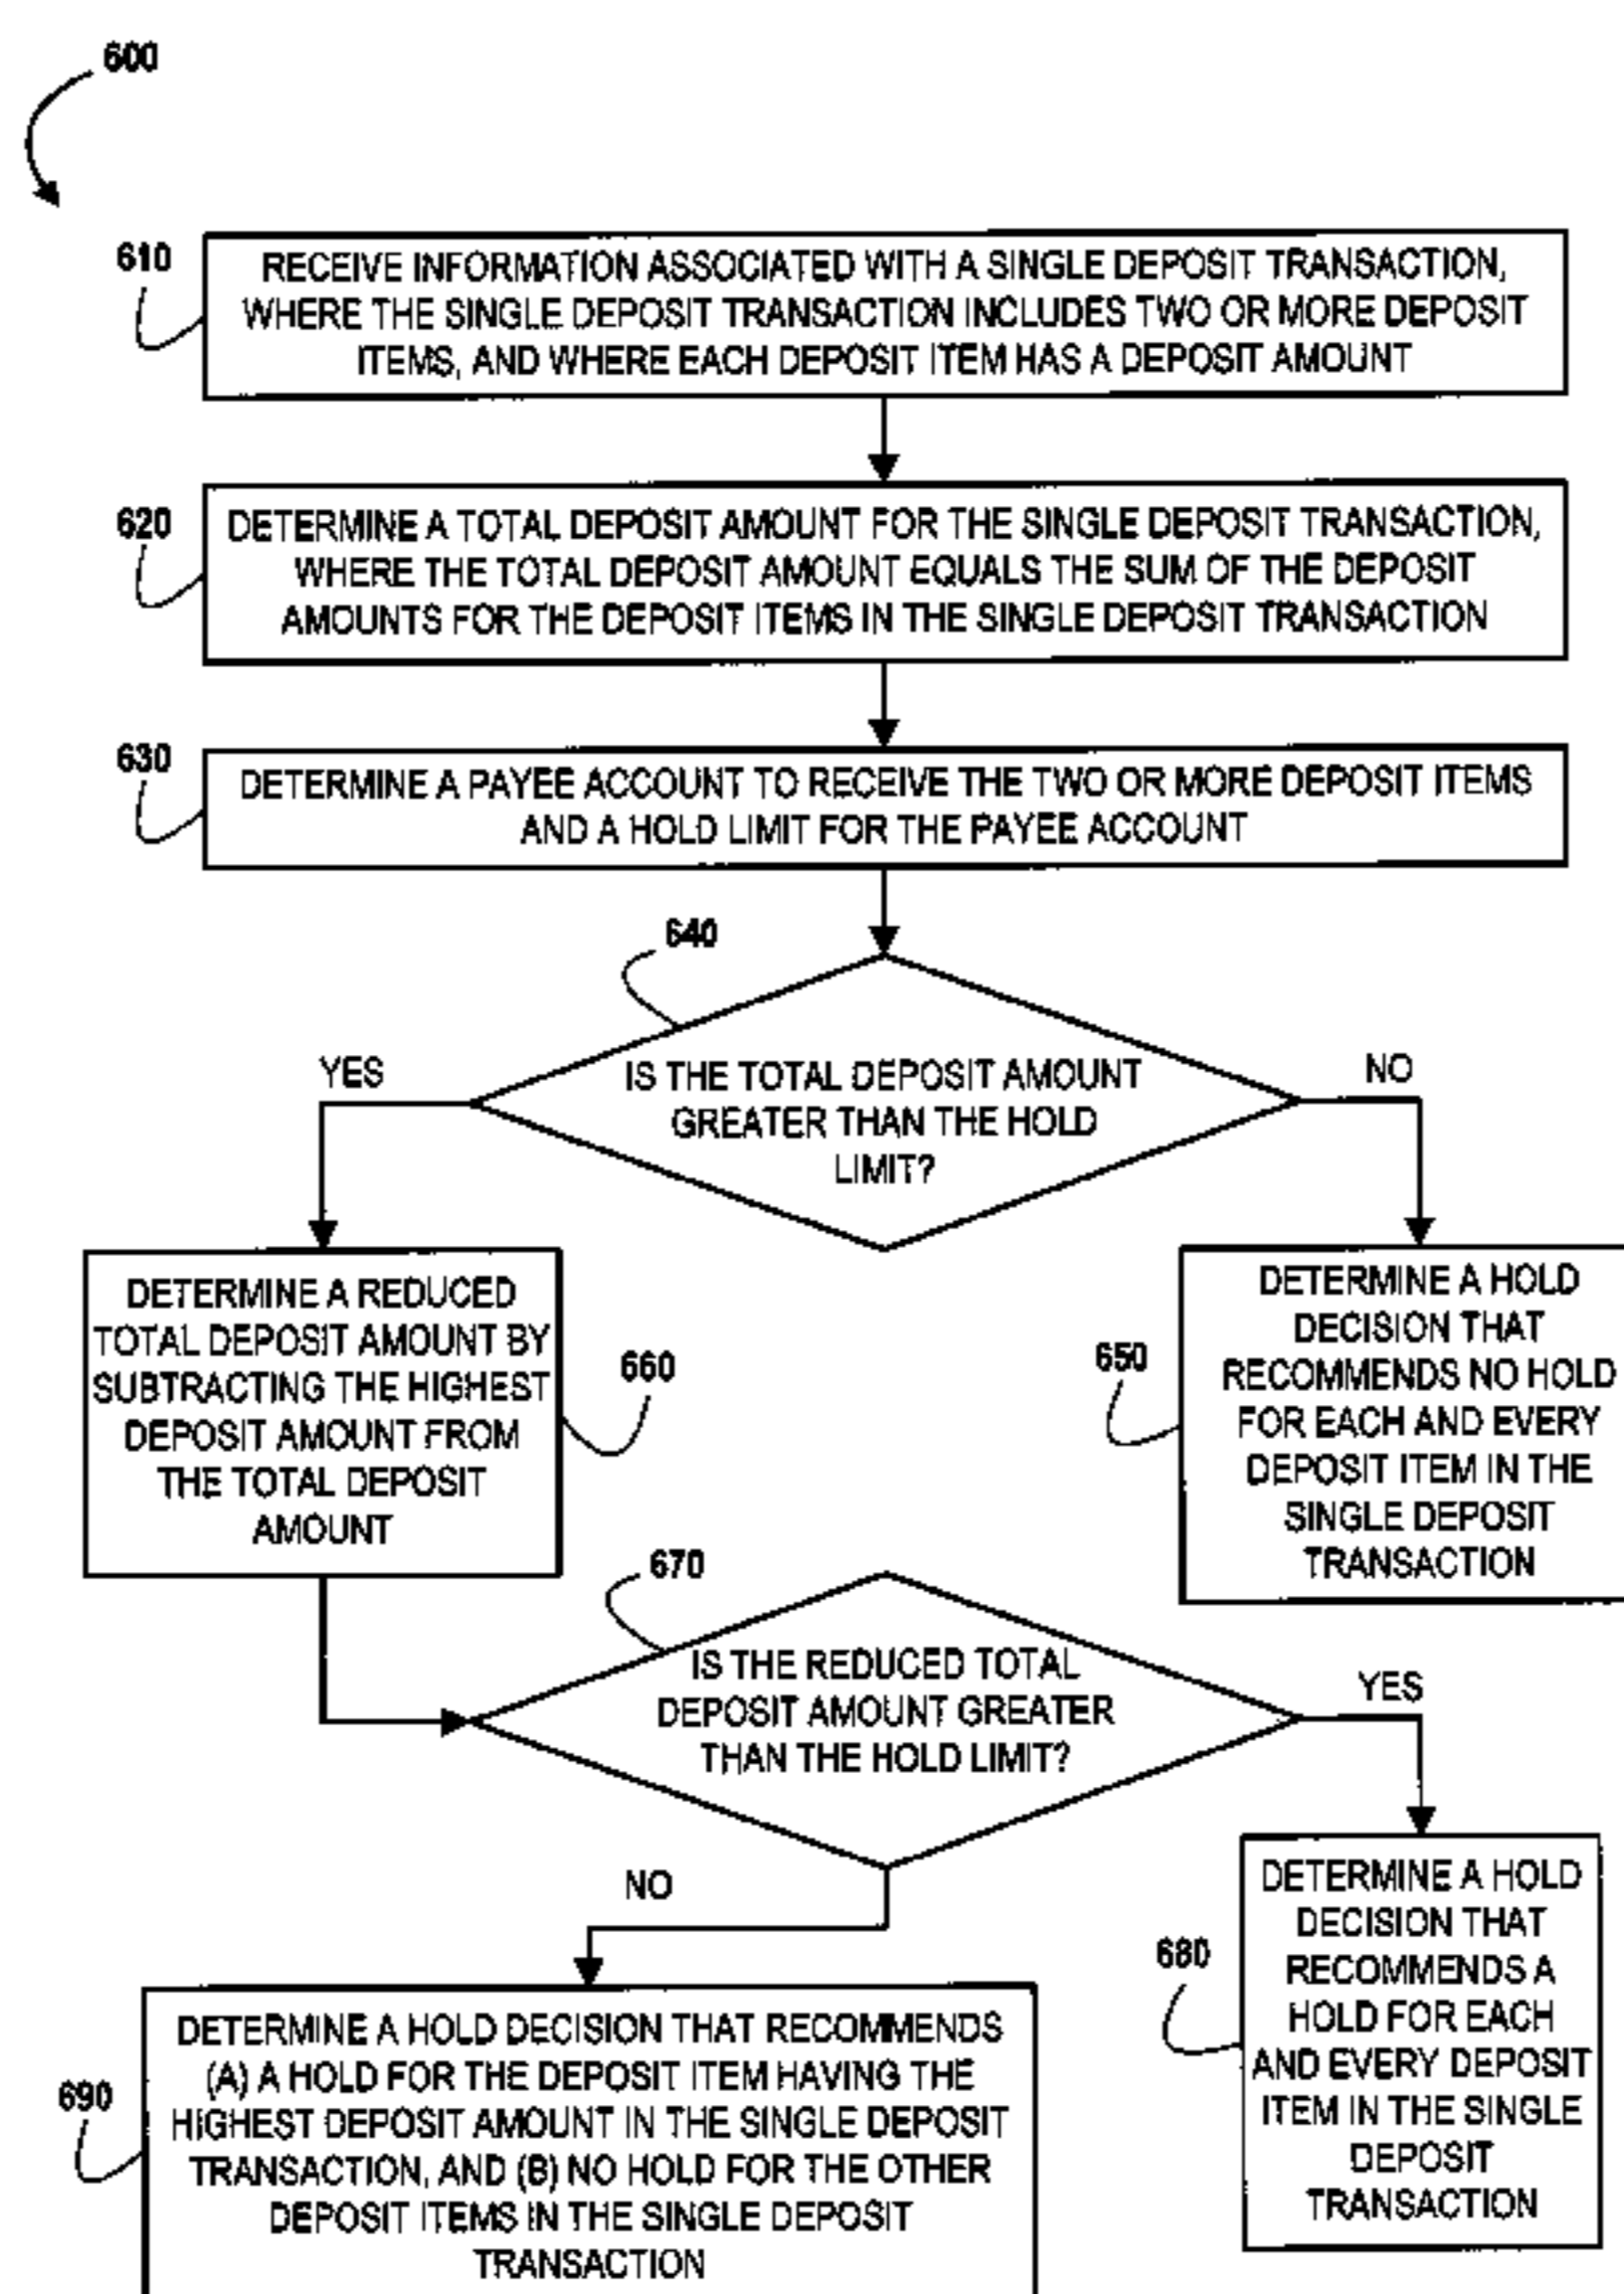 600
610
RECEIVE INFORMATION ASSOCIATED WITH A SINGLE DEPOSIT TRANSACTION,
WHERE THE SINGLE DEPOSIT TRANSACTION INCLUDES TWO OR MORE DEPOSIT
ITEMS, AND WHERE EACH DEPOSIT ITEM HAS A DEPOSIT AMOUNT
620
DETERMINE A TOTAL DEPOSIT AMOUNT FOR THE SINGLE DEPOSIT TRANSACTION,
WHERE THE TOTAL DEPOSIT AMOUNT EQUALS THE SUM OF THE DEPOSIT
AMOUNTS FOR THE DEPOSIT ITEMS IN THE SINGLE DEPOSIT TRANSACTION
630
DETERMINE A PAYEE ACCOUNT TO RECEIVE THE TWO OR MORE DEPOSIT ITEMS
AND A HOLD LIMIT FOR THE PAYEE ACCOUNT
640
IS THE TOTAL DEPOSIT AMOUNT
GREATER THAN THE HOLD
LIMIT?
YES
NO
DETERMINE A REDUCED
TOTAL DEPOSIT AMOUNT BY
SUBTRACTING THE HIGHEST
DEPOSIT AMOUNT FROM
THE TOTAL DEPOSIT
AMOUNT
660
650
DETERMINE A HOLD
DECISION THAT
RECOMMENDS NO HOLD
FOR EACH AND EVERY
DEPOSIT ITEM IN THE
SINGLE DEPOSIT
TRANSACTION
670
IS THE REDUCED TOTAL
DEPOSIT AMOUNT GREATER
THAN THE HOLD LIMIT?
YES
NO
680
DETERMINE A HOLD
DECISION THAT
RECOMMENDS A
HOLD FOR EACH
AND EVERY DEPOSIT
ITEM IN THE SINGLE
DEPOSIT
TRANSACTION
690
DETERMINE A HOLD DECISION THAT RECOMMENDS
(A) A HOLD FOR THE DEPOSIT ITEM HAVING THE
HIGHEST DEPOSIT AMOUNT IN THE SINGLE DEPOSIT
TRANSACTION, AND (B) NO HOLD FOR THE OTHER
DEPOSIT ITEMS IN THE SINGLE DEPOSIT
TRANSACTION